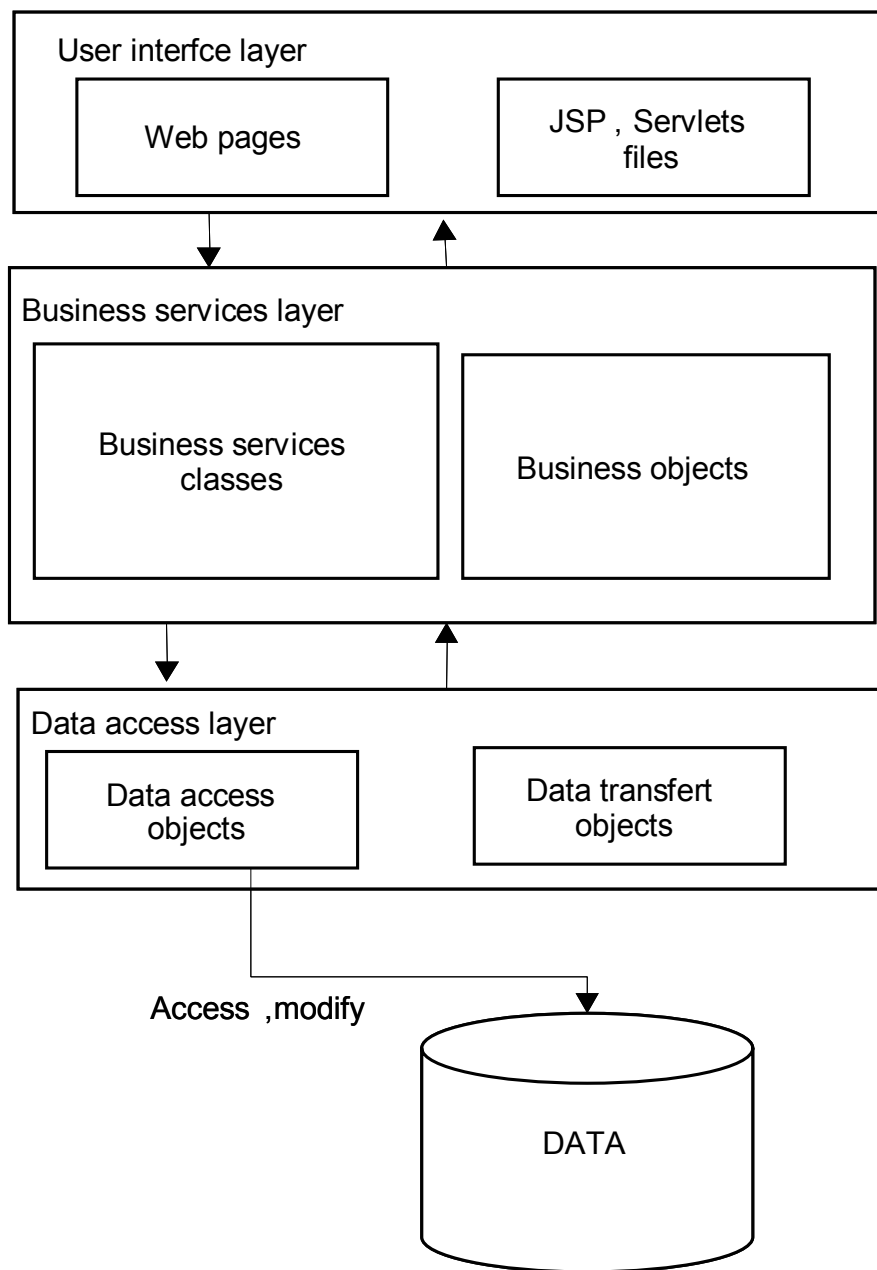 User interfce layer
Web pages
JSP , Servlets
files
Business services layer
Business services
classes
Business objects
Data access layer
Data access
objects
Data transfert
objects
Access ,modify
DATA